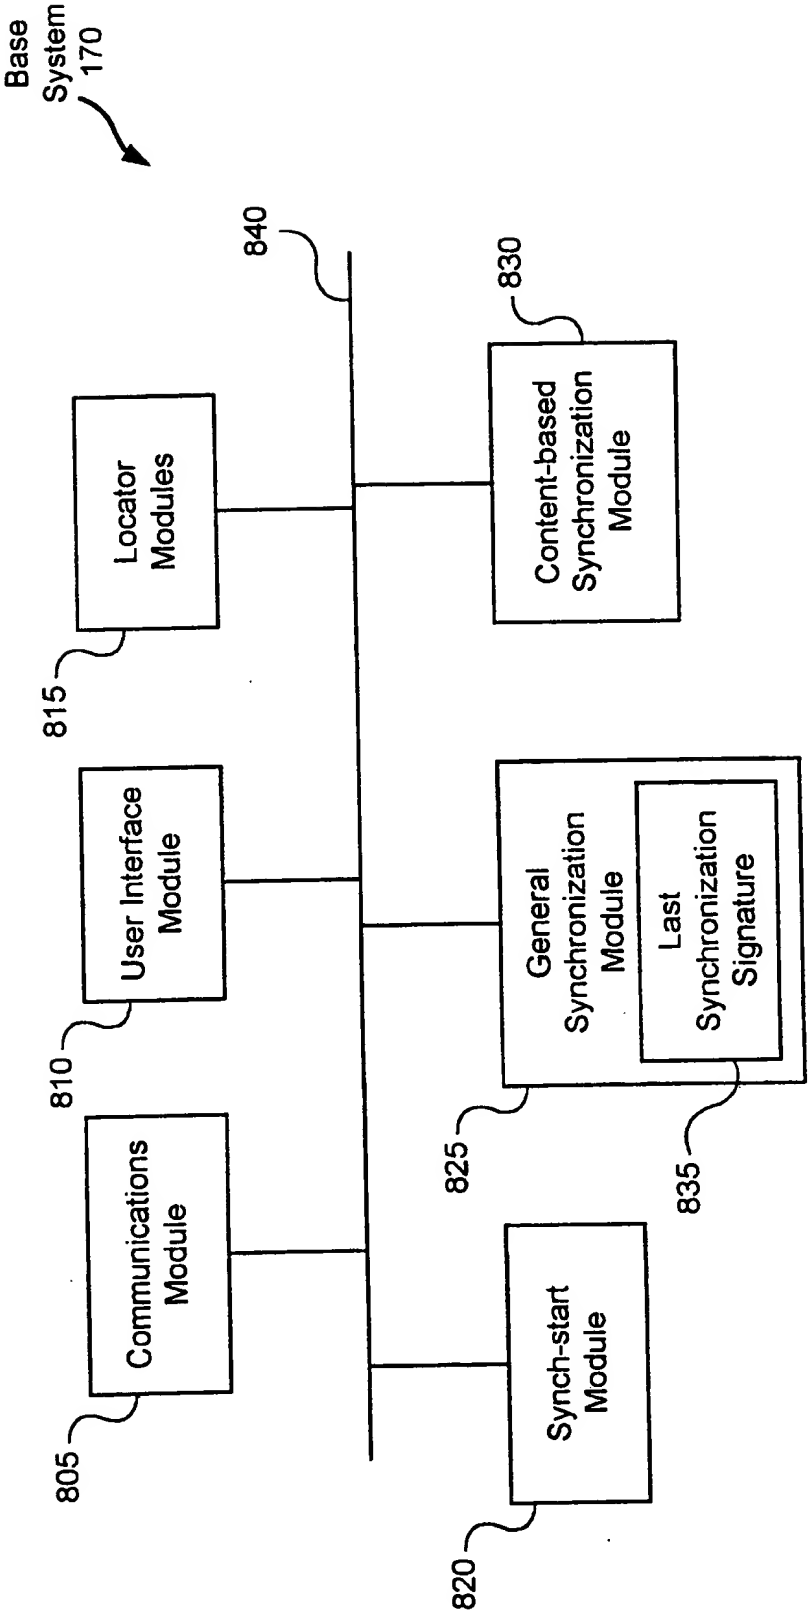 Base
System
170
840
805
Communications
Module
810
User Interface
Module
815
Locator
Modules
820
Synch-start
Module
825
General
Synchronization
Module
835
Last
Synchronization
Signature
830
Content-based
Synchronization
Module